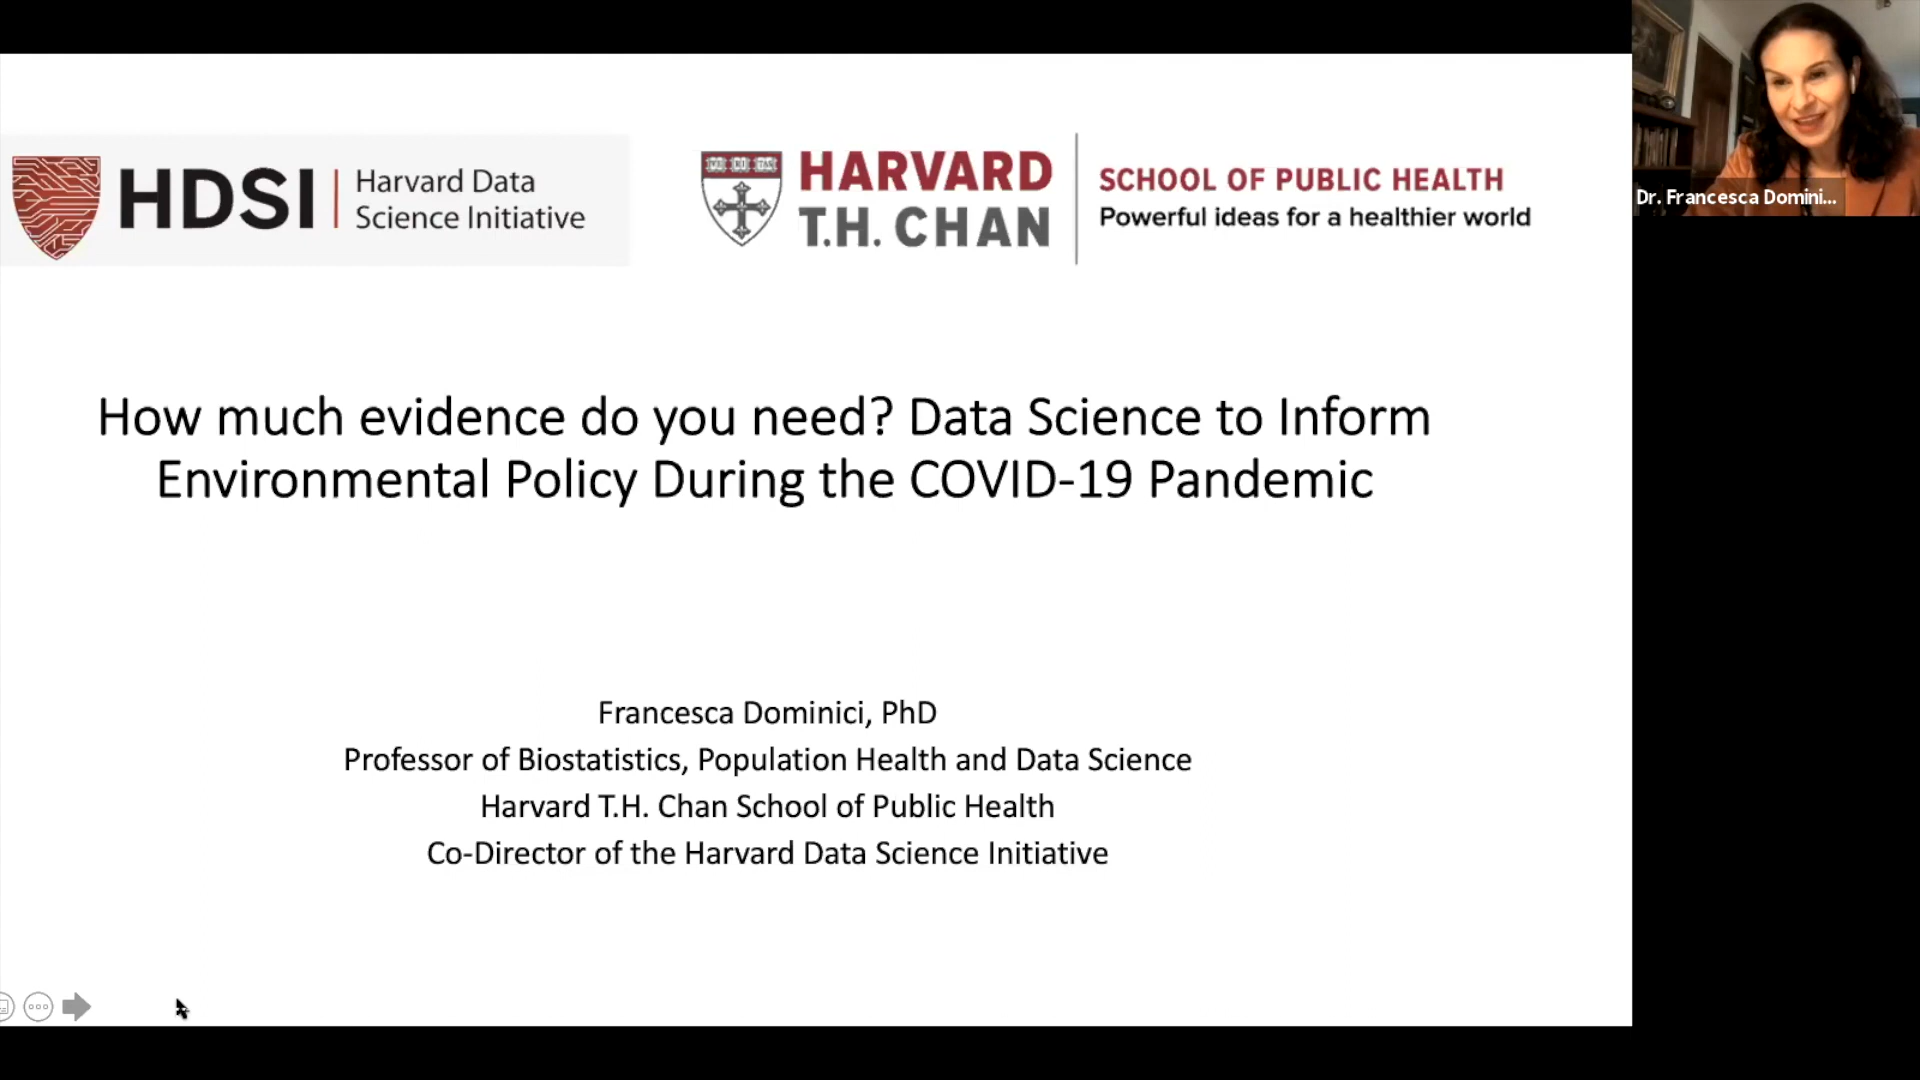 HDSI
Harvard Data
Science Initiative
VE RI TAS
HARVARD
T.H. CHAN
SCHOOL OF PUBLIC HEALTH
Powerful ideas for a healthier world
Dr. Francesca Domini...
How much evidence do you need? Data Science to Inform
Environmental Policy During the COVID-19 Pandemic
Francesca Dominici, PhD
Professor of Biostatistics, Population Health and Data Science
Harvard T.H. Chan School of Public Health
Co-Director of the Harvard Data Science Initiative